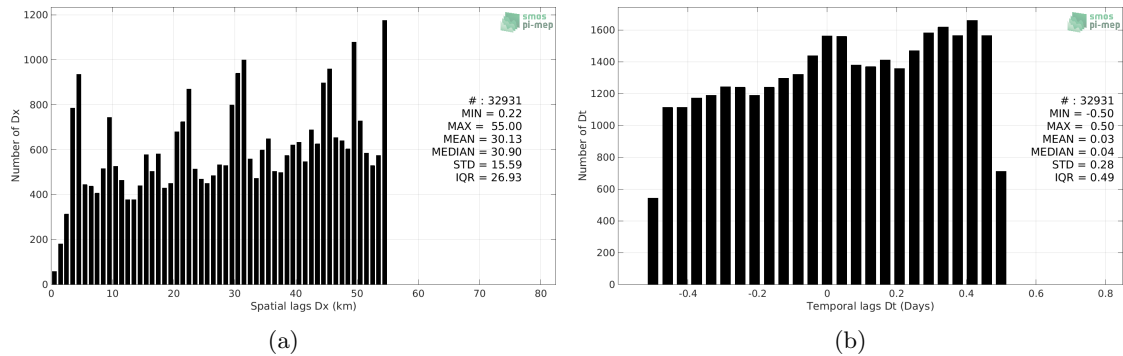 smos
pi-mep
1200
1000
800
600
400
200
0
Number of Dx
# : 32931
MIN = 0.22
MAX = 55.00
MEAN = 30.13
MEDIAN = 30.90
STD = 15.59
IQR = 26.93
0 10 20 30 40 50 60 70 80
Spatial lags Dx (km)
(a)
smos
pi-mep
1600
1400
1200
1000
800
600
400
200
0
Number of Dt
# : 32931
MIN = -0.50
MAX = 0.50
MEAN = 0.03
MEDIAN = 0.04
STD = 0.28
IQR = 0.49
-0.4 -0.2 0 0.2 0.4 0.6 0.8
Temporal lags Dt (Days)
(b)